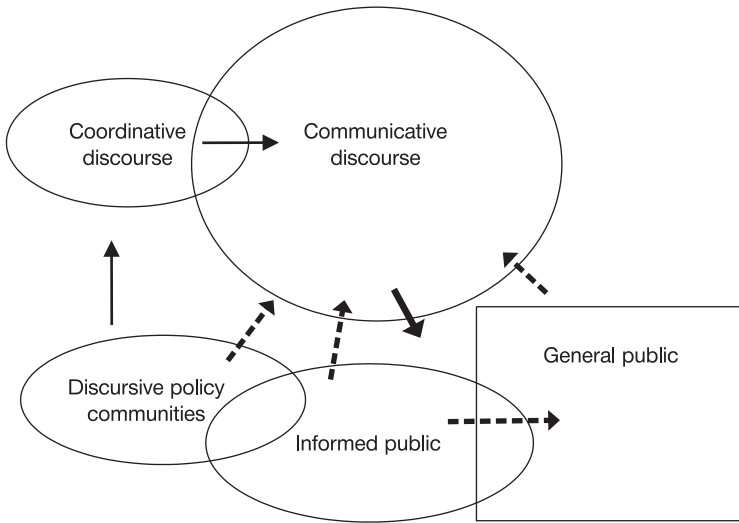 Coordinative
discourse
Communicative
discourse
General public
Discursive policy
communities
Informed public